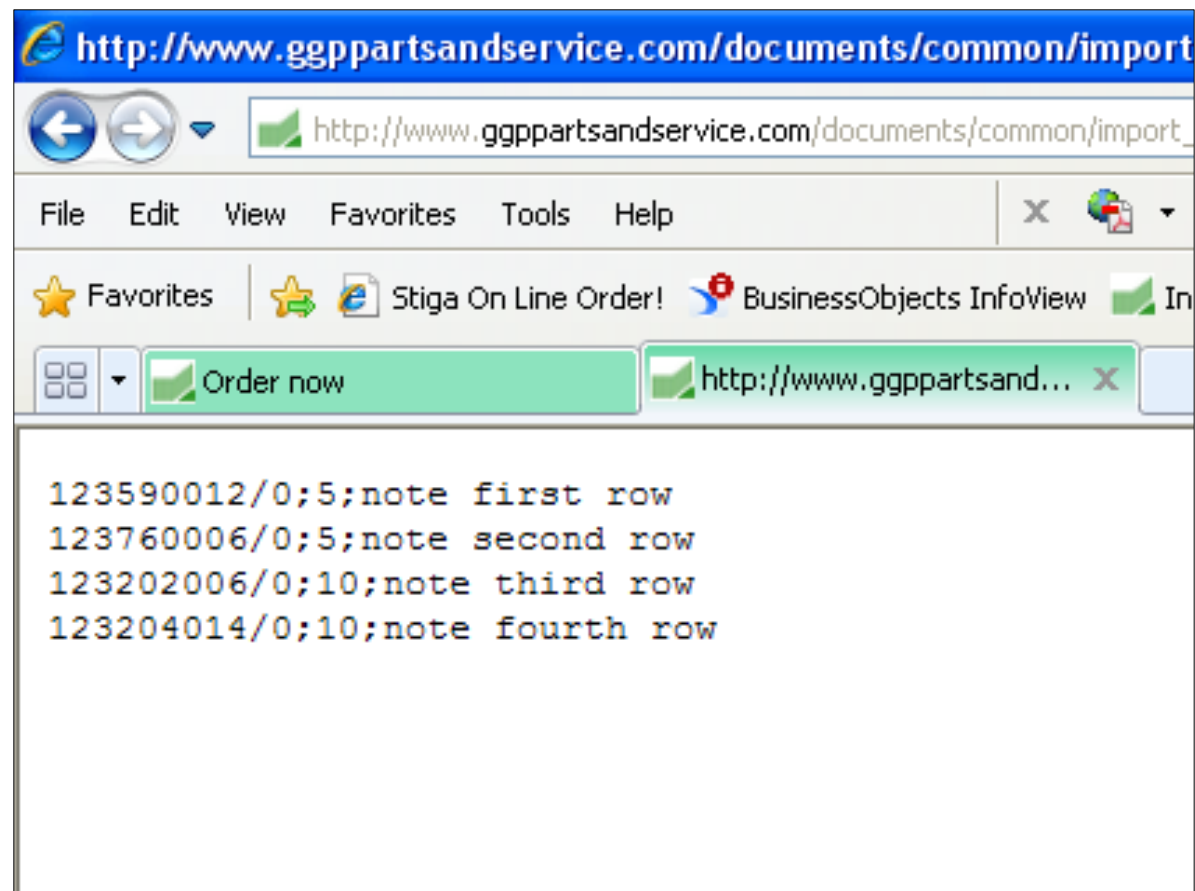 http://www.ggppartsandservice.com/documents/common/import
http://www.ggppartsandservice.com/documents/common/import_
File Edit View Favorites Tools Help
Favorites Stiga On Line Order! BusinessObjects InfoView In
Order now http://www.ggppartsand...
123590012/0;5;note first row
123760006/0;5;note second row
123202006/0;10;note third row
123204014/0;10;note fourth row